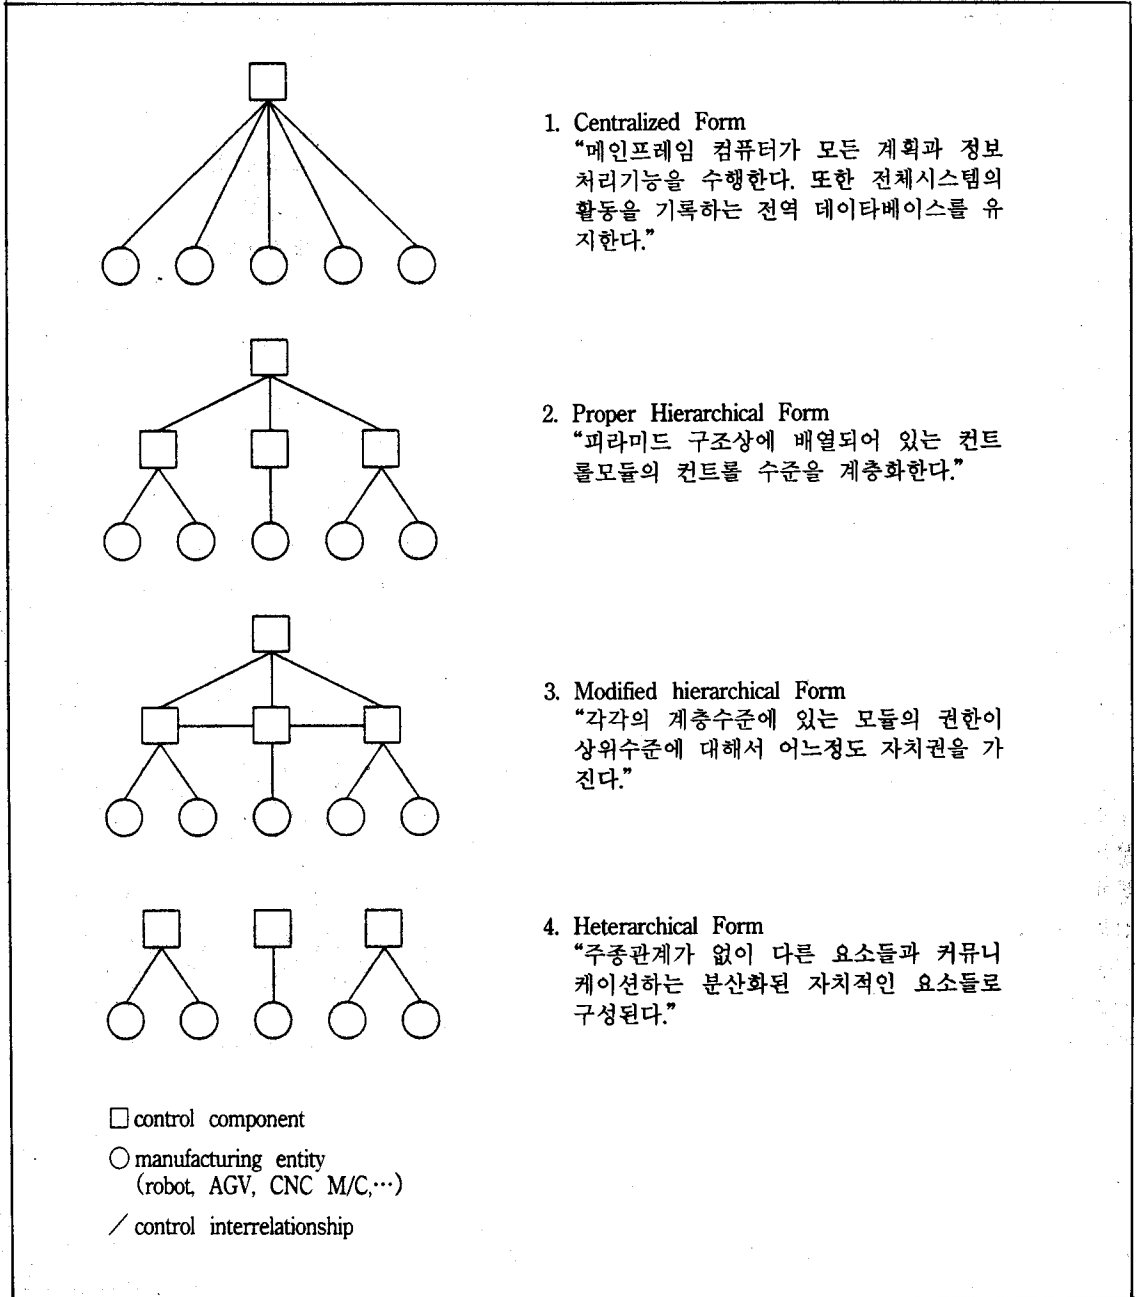 1. Centralized Form
“메인프레임 컴퓨터가 모든 계획과 정보
처리기능을 수행한다. 또한 전체시스템의
활동을 기록하는 전역 데이타베이스를 유
지한다.”
2. Proper Hierarchical Form
“피라미드 구조상에 배열되어 있는 컨트
롤모듈의 컨트롤 수준을 계층화한다.”
3. Modified hierarchical Form
“각각의 계층수준에 있는 모듈의 권한이
상위수준에 대해서 어느정도 자치권을 가
진다.”
4. Heterarchical Form
“주종관계가 없이 다른 요소들과 커뮤니
케이션하는 분산화된 자치적인 요소들로
구성된다.”
control component
manufacturing entity
(robot, AGV, CNC M/C,⋯)
control interrelationship